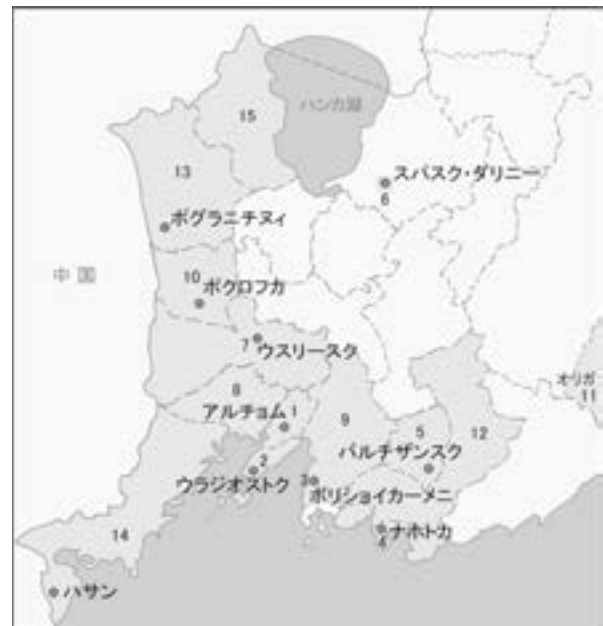 ハンカ湖
15
スパスク・ダリニー
6
13
ポグラニチヌィ
中国
10
ポクロフカ
7
ウスリースク
オリガ
11
8
アルチョム
1
9
5
12
パルチザンスク
2
ウラジオストク
3
ボリショイカーメニ
4
ナホトカ
14
ハサン